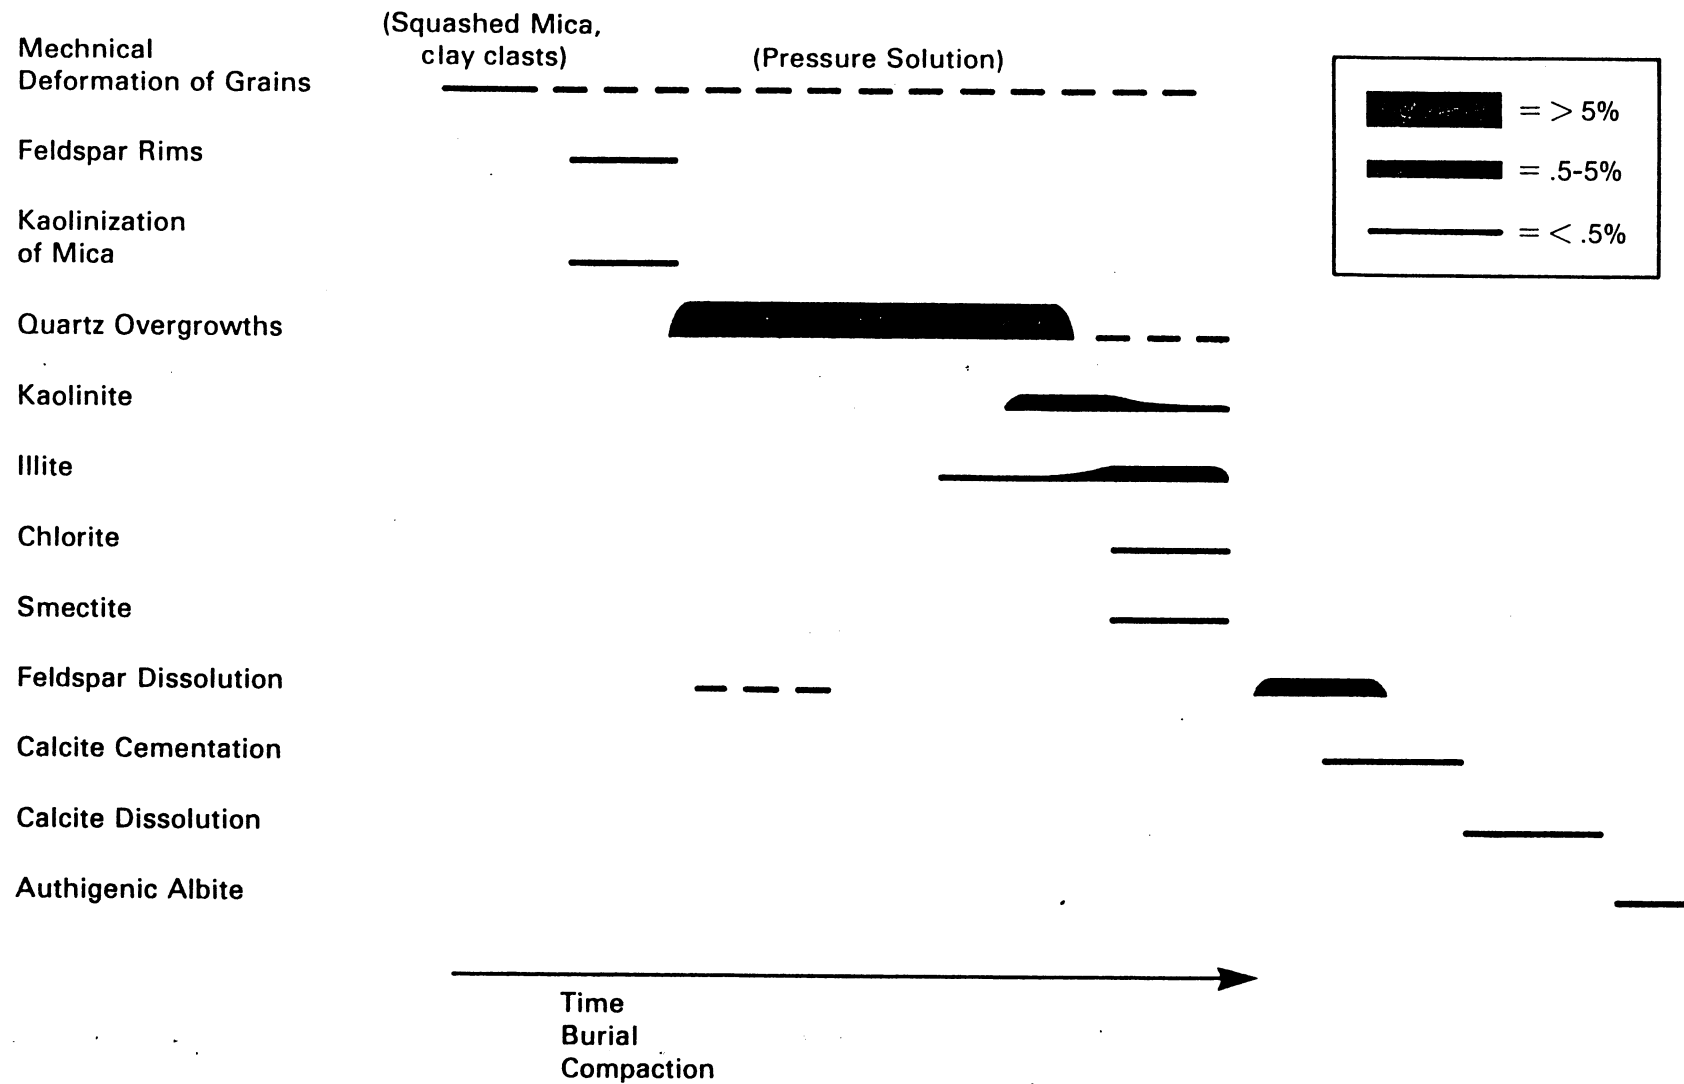 (Squashed Mica,
clay clasts)
(Pressure Solution)
Mechnical
Deformation of Grains
Feldspar Rims
Kaolinization
of Mica
Quartz Overgrowths
Kaolinite
Illite
Chlorite
Smectite
Feldspar Dissolution
Calcite Cementation
Calcite Dissolution
Authigenic Albite
= > 5%
= .5-5%
= < .5%
Time
Burial
Compaction